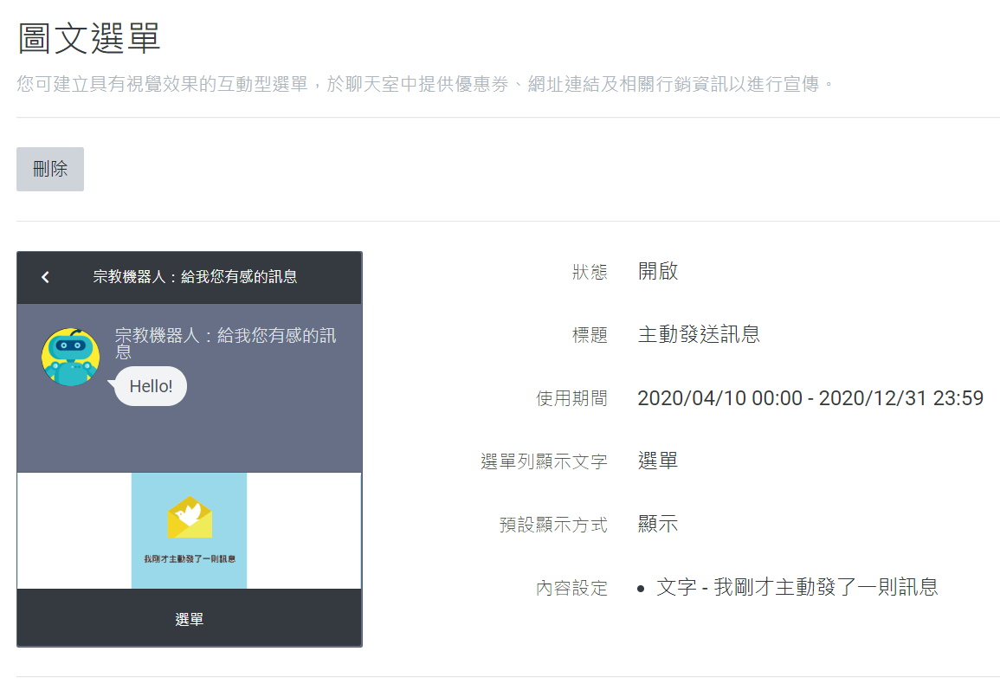 圖文選單
您可建立具有視覺效果的互動型選單，於聊天室中提供優惠券、網址連結及相關行銷資訊以進行宣傳。
刪除
宗教機器人：給我您有感的訊息
宗教機器人：給我您有感的訊
息
Hello!
我剛才主動發了一則訊息
選單
狀態 開啟
標題 主動發送訊息
使用期間 2020/04/10 00:00 - 2020/12/31 23:59
選單列顯示文字 選單
預設顯示方式 顯示
內容設定 • 文字 - 我剛才主動發了一則訊息